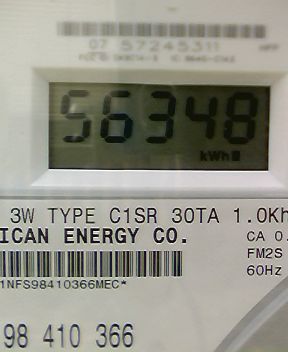 07 57245311
56348
kWh
3W TYPE C1SR 30TA 1.0Kh
ICAN ENERGY CO.
CA 0.
FM2S
60Hz
1NFS98410366MEC*
98 410 366